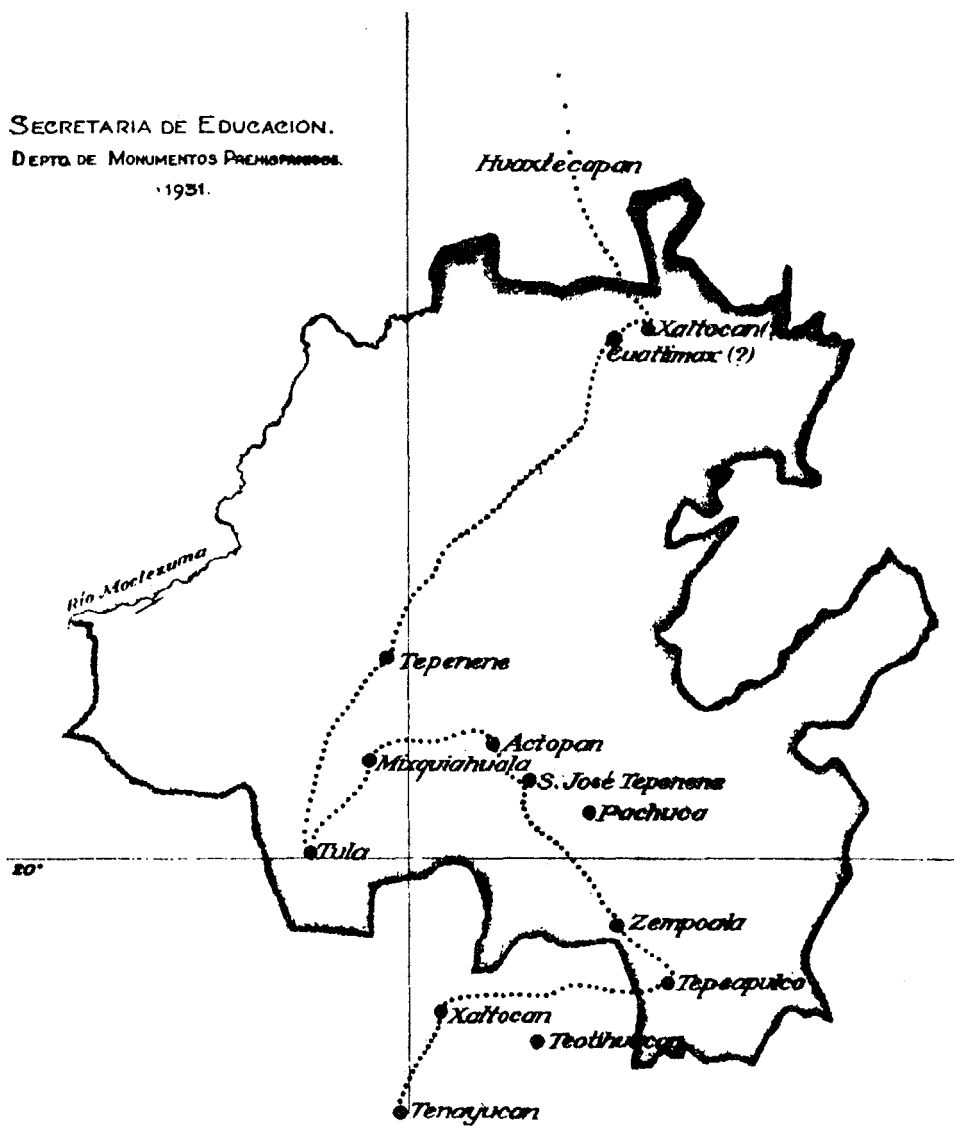 SECRETARIA DE EDUCACION.
DEPTO. DE MONUMENTOS PREHISPANICOS.
1931.
Huaxtecapan
Xaltocan(?
Cuatlimax (?)
Río Moctezuma
Tepenene
Actopan
Mixquiahuala
S. José Tepenene
Pachuca
Tula
20°
Zempoala
Tepeapulco
Xaltocan
Teotihuacan
Tenayucan